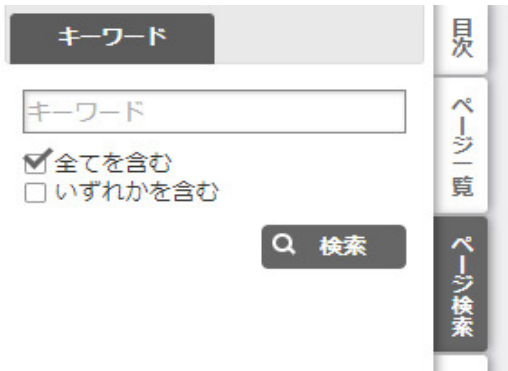 キーワード
キーワード
全てを含む
いずれかを含む
検索
目次
ページ一覧
ページ検索